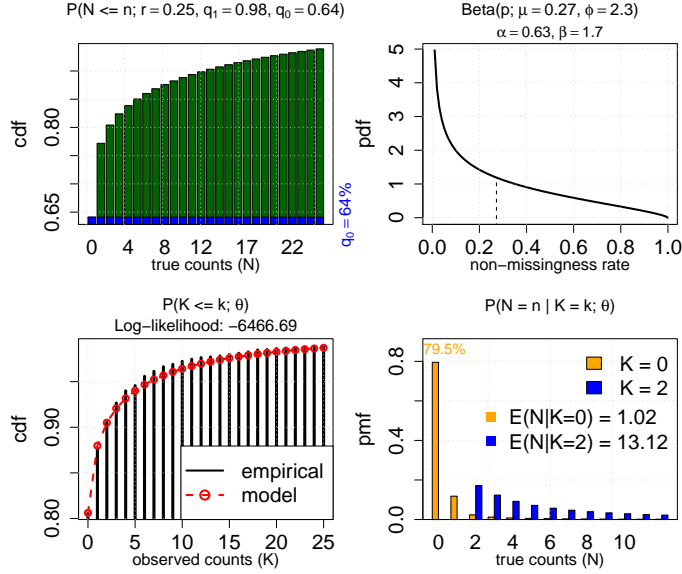 P(N <= n; r = 0.25, q₁ = 0.98, q₀ = 0.64)
cdf
0.80
0.65
0 4 8 12 17 22
true counts (N)
q₀ = 64%
Beta(p; μ = 0.27, ϕ = 2.3)
α = 0.63, β = 1.7
pdf
5
4
3
2
1
0
0.0 0.2 0.4 0.6 0.8 1.0
non−missingness rate
P(K <= k; θ)
Log−likelihood: −6466.69
cdf
0.90
0.80
empirical
model
0 5 10 15 20 25
observed counts (K)
P(N = n | K = k; θ)
79.5%
pmf
0.8
0.4
0.0
K = 0
K = 2
E(N|K=0) = 1.02
E(N|K=2) = 13.12
0 2 4 6 8 10
true counts (N)